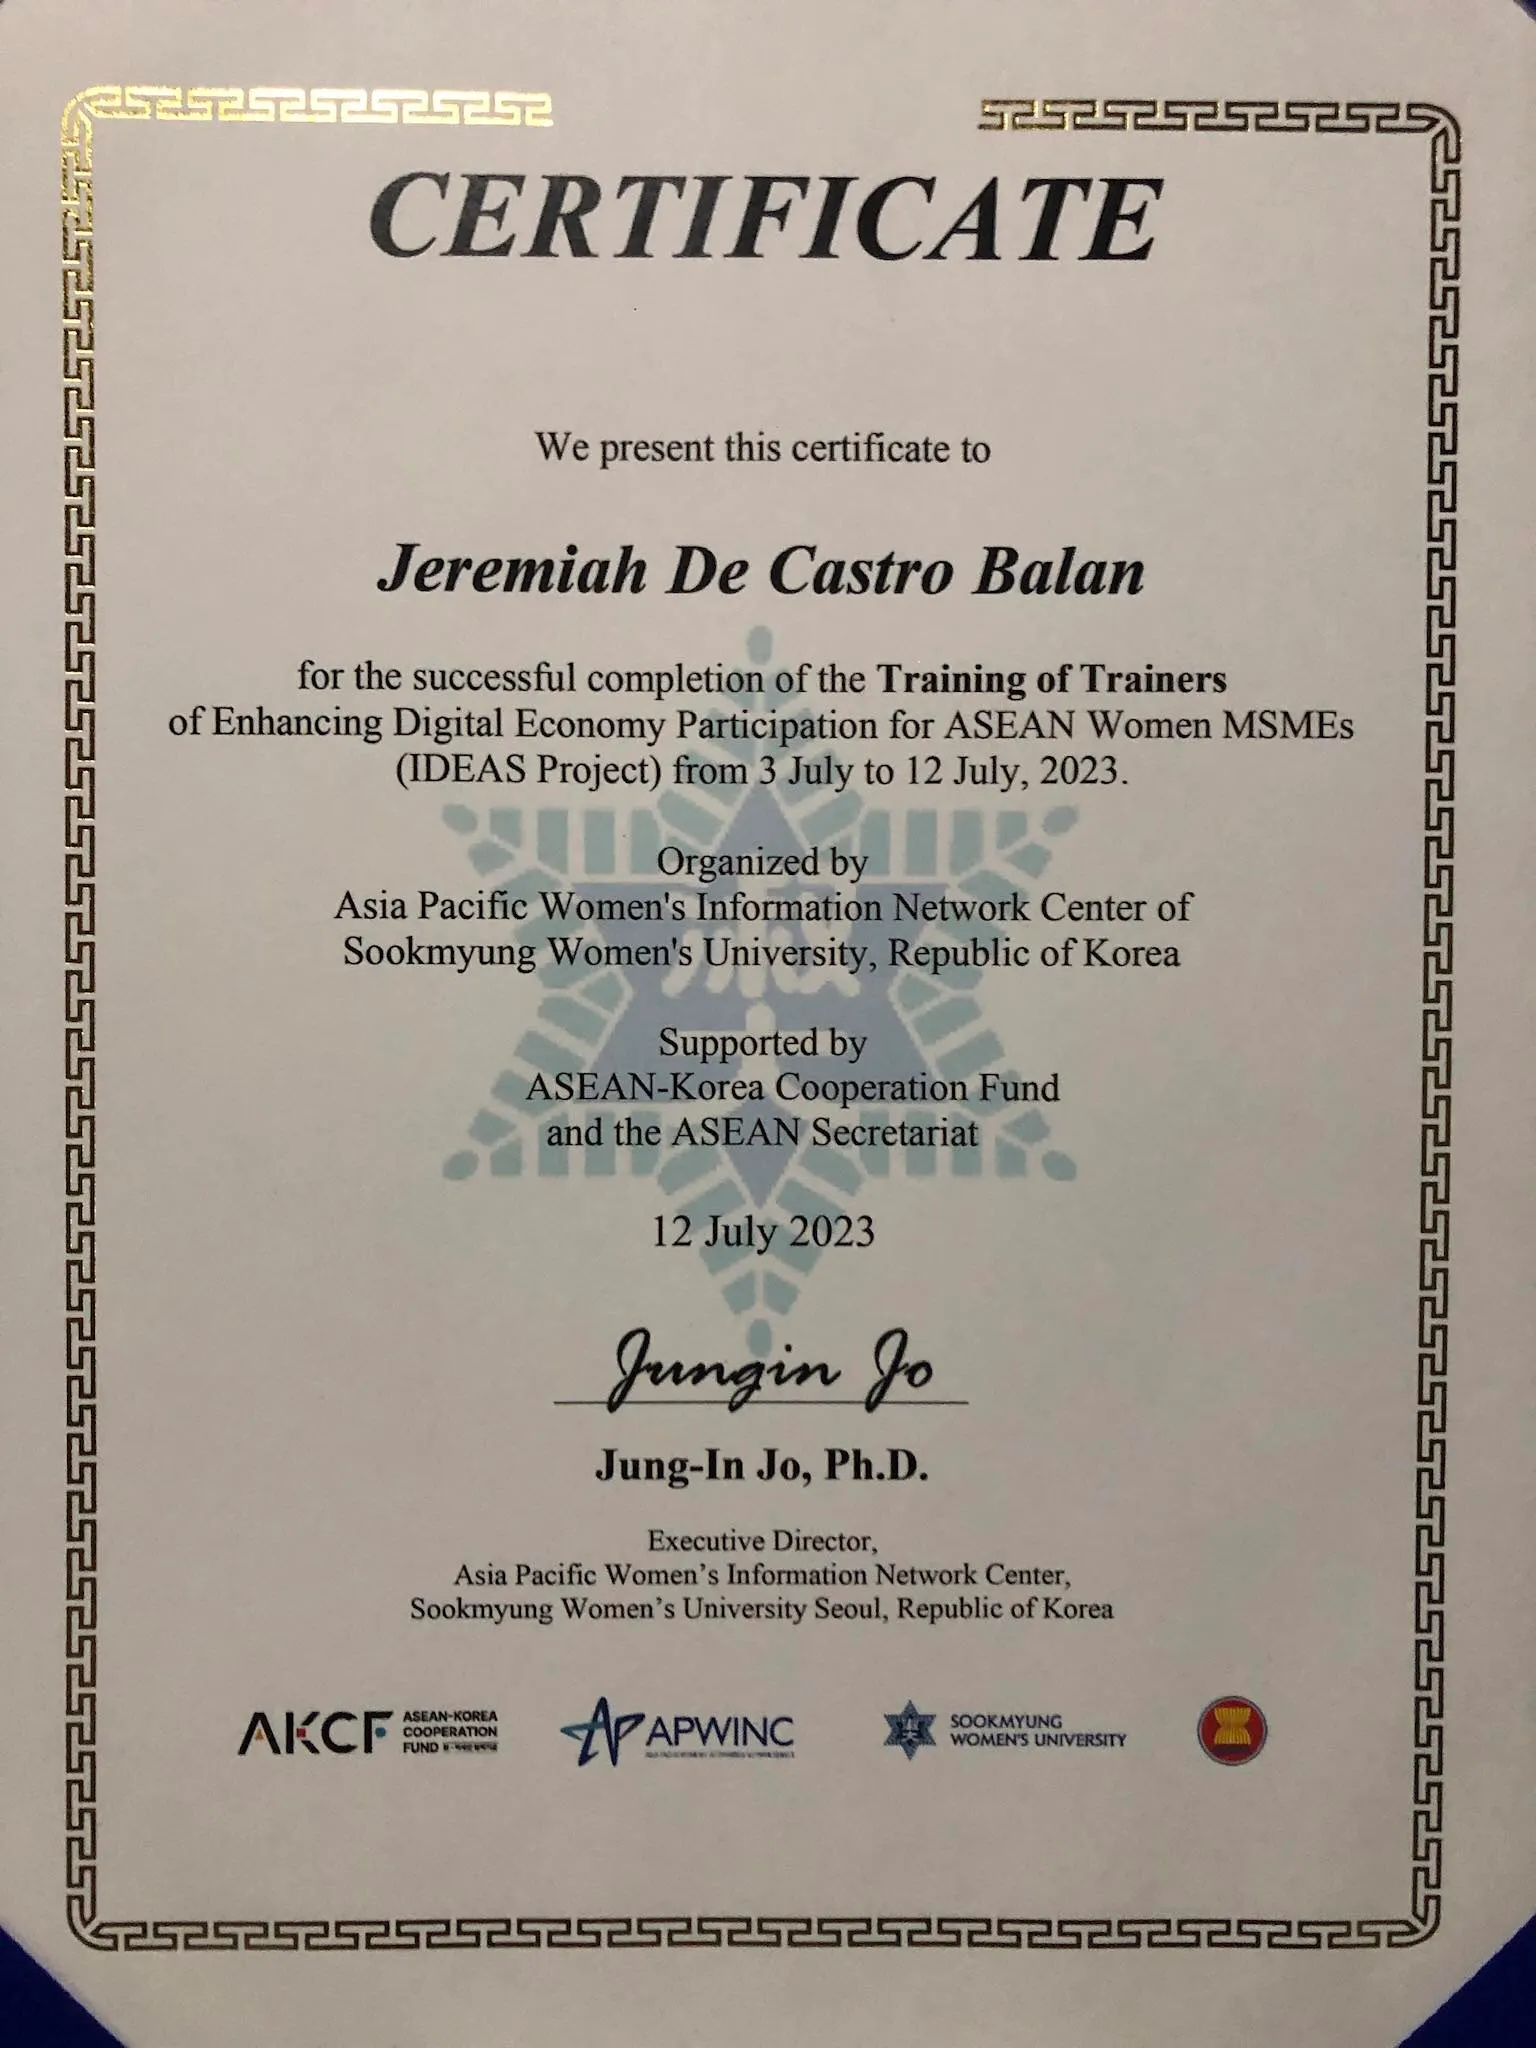 CERTIFICATE
We present this certificate to
Jeremiah De Castro Balan
for the successful completion of the Training of Trainers
of Enhancing Digital Economy Participation for ASEAN Women MSMEs
(IDEAS Project) from 3 July to 12 July, 2023.
Organized by
Asia Pacific Women's Information Network Center of
Sookmyung Women's University, Republic of Korea
Supported by
ASEAN-Korea Cooperation Fund
and the ASEAN Secretariat
12 July 2023
Jungin Jo
Jung-In Jo, Ph.D.
Executive Director,
Asia Pacific Women’s Information Network Center,
Sookmyung Women’s University Seoul, Republic of Korea
AKCF
ASEAN-KOREA
COOPERATION
FUND
APWINC
SOOKMYUNG
WOMEN'S UNIVERSITY